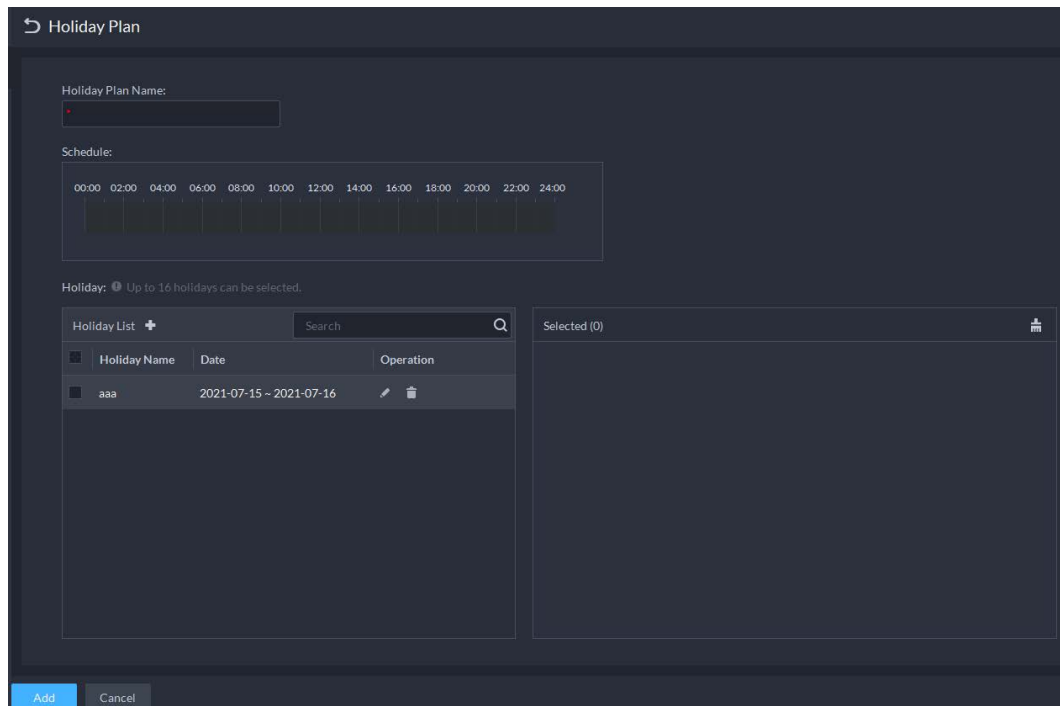 Holiday Plan
Holiday Plan Name:
*
Schedule:
00:00 02:00 04:00 06:00 08:00 10:00 12:00 14:00 16:00 18:00 20:00 22:00 24:00
Holiday: Up to 16 holidays can be selected.
Holiday List Search
Holiday Name Date Operation
aaa 2021-07-15 ~ 2021-07-16
Selected (0)
Add Cancel